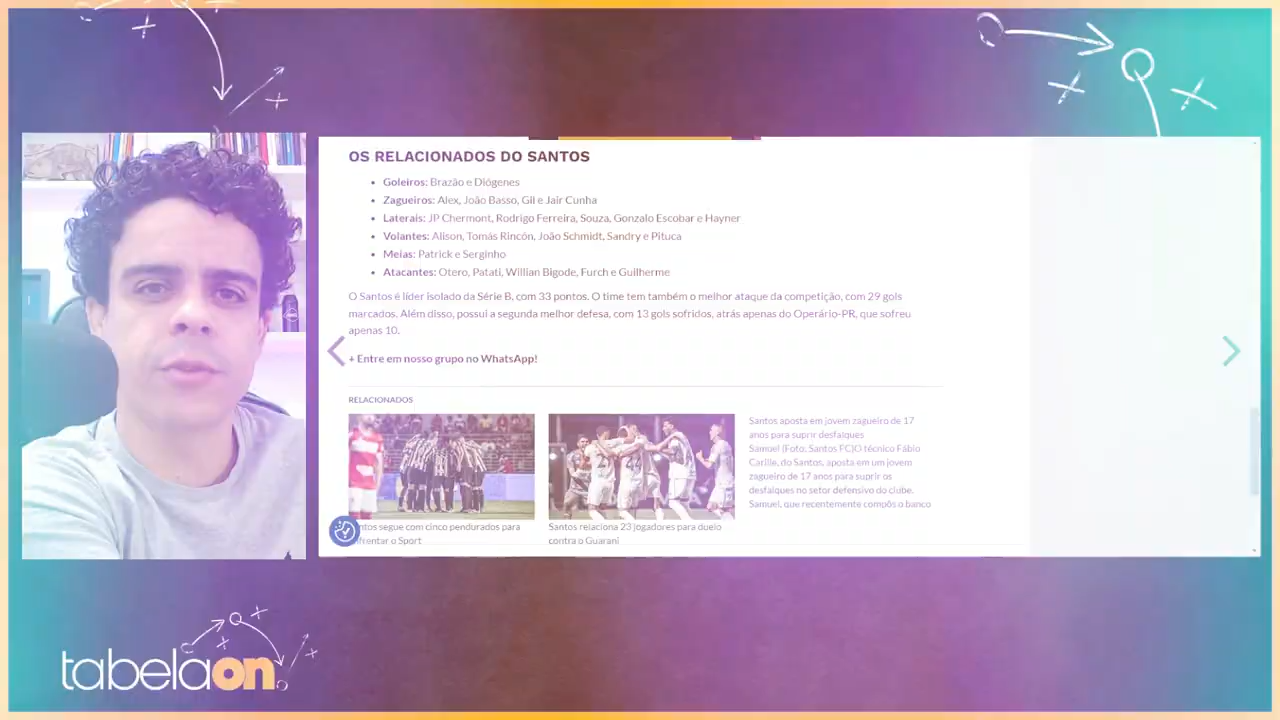 OS RELACIONADOS DO SANTOS
• Goleiros: Brazão e Diógenes
• Zagueiros: Alex, João Basso, Gil e Jair Cunha
• Laterais: JP Chermont, Rodrigo Ferreira, Souza, Gonzalo Escobar e Hayner
• Volantes: Alison, Tomás Rincón, João Schmidt, Sandry e Pituca
• Meias: Patrick e Serginho
• Atacantes: Otero, Patati, Willian Bigode, Furch e Guilherme
O Santos é líder isolado da Série B, com 33 pontos. O time tem também o melhor ataque da competição, com 29 gols
marcados. Além disso, possui a segunda melhor defesa, com 13 gols sofridos, atrás apenas do Operário-PR, que sofreu
apenas 10.
+ Entre em nosso grupo no WhatsApp!
RELACIONADOS
ntos segue com cinco pendurados para
frentar o Sport
Santos relaciona 23 jogadores para duelo
contra o Guarani
Santos aposta em jovem zagueiro de 17
anos para suprir desfalques
Samuel (Foto, Santos FC)O técnico Fábio
Carille, do Santos, aposta em um jovem
zagueiro de 17 anos para suprir os
desfalques no setor defensivo do clube.
Samuel, que recentemente compôs o banco
tabelaon